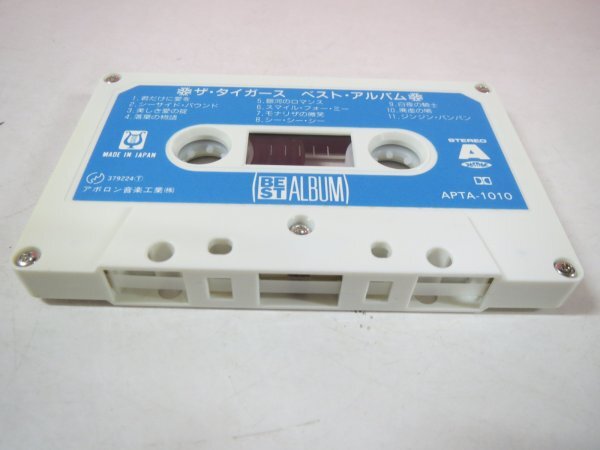 ザ・タイガース ベスト・アルバム
1. 君だけに愛を
2. シーサイド・バウンド
3. 美しき愛の掟
4. 落葉の物語
5. 銀河のロマンス
6. スマイル・フォー・ミー
7. モナリザの微笑
8. シー・シー・シー
9. 白夜の騎士
10. 廃虚の鳩
11. ジンジン・バンバン
MADE IN JAPAN
STEREO
A
379224-T
アポロン音楽工業(株)
BEST ALBUM
APTA-1010